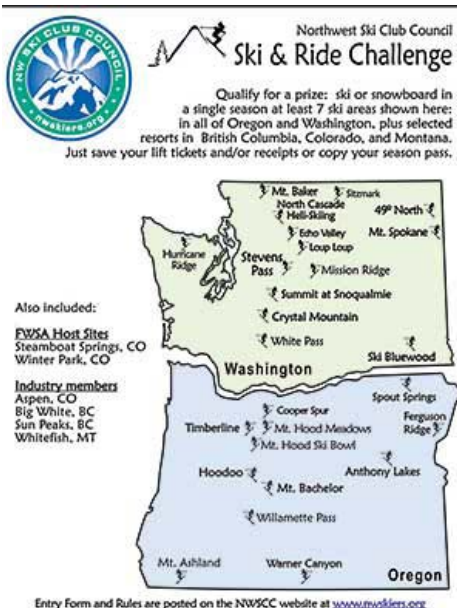 NW SKI CLUB COUNCIL
nwskiers.org
Northwest Ski Club Council
Ski & Ride Challenge
Qualify for a prize: ski or snowboard in
a single season at least 7 ski areas shown here:
in all of Oregon and Washington, plus selected
resorts in British Columbia, Colorado, and Montana.
Just save your lift tickets and/or receipts or copy your season pass.
Mt. Baker
Sitzmark
North Cascade
Heli-Skiing
49° North
Echo Valley
Mt. Spokane
Loup Loup
Hurricane
Ridge
Stevens
Pass
Mission Ridge
Summit at Snoqualmie
Crystal Mountain
White Pass
Ski Bluewood
Washington
Also included:
FWSA Host Sites
Steamboat Springs, CO
Winter Park, CO
Industry members
Aspen, CO
Big White, BC
Sun Peaks, BC
Whitefish, MT
Spout Springs
Cooper Spur
Ferguson
Ridge
Timberline
Mt. Hood Meadows
Mt. Hood Ski Bowl
Anthony Lakes
Hoodoo
Mt. Bachelor
Willamette Pass
Mt. Ashland
Warner Canyon
Oregon
Entry Form and Rules are posted on the NWSCC website at www.nwskiers.org